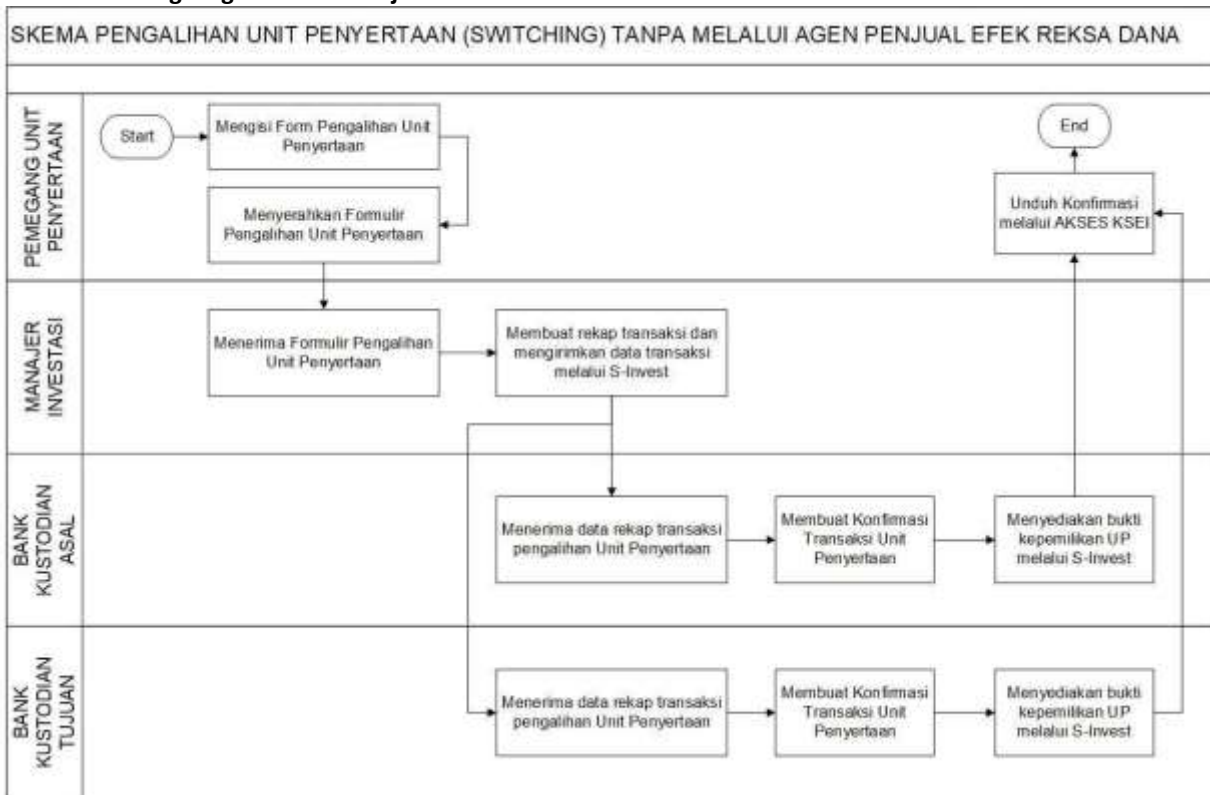 SKEMA PENGALIHAN UNIT PENYERTAAN (SWITCHING) TANPA MELALUI AGEN PENJUAL EFEK REKSA DANA
PEMEGANG UNIT
PENYERTAAN
Start
Mengisi Form Pengalihan Unit
Penyertaan
Menyerahkan Formulir
Pengalihan Unit Penyertaan
End
Unduh Konfirmasi
melalui AKSES KSEI
MANAJER
INVESTASI
Menerima Formulir Pengalihan
Unit Penyertaan
Membuat rekap transaksi dan
mengirimkan data transaksi
melalui S-Invest
BANK
KUSTODIAN
ASAL
Menerima data rekap transaksi
pengalihan Unit Penyertaan
Membuat Konfirmasi
Transaksi Unit
Penyertaan
Menyediakan bukti
kepemilikan UP
melalui S-Invest
BANK
KUSTODIAN
TUJUAN
Menerima data rekap transaksi
pengalihan Unit Penyertaan
Membuat Konfirmasi
Transaksi Unit
Penyertaan
Menyediakan bukti
kepemilikan UP
melalui S-Invest